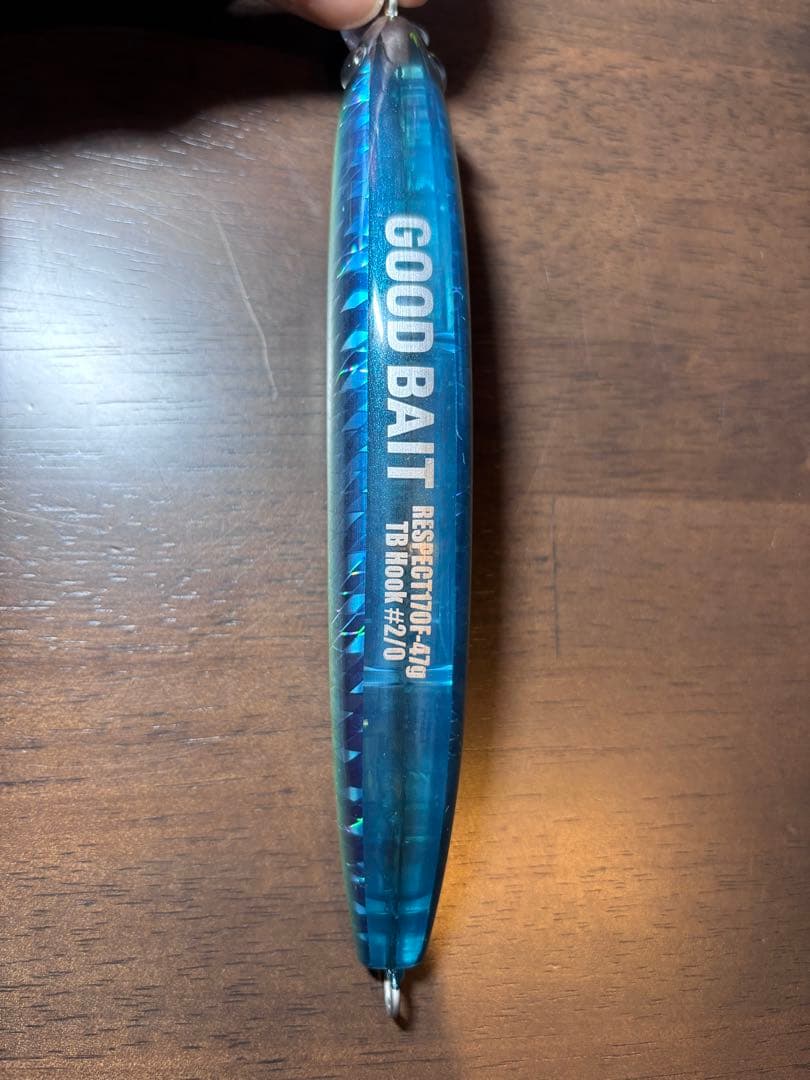 GOOD BAIT
RESPECT170F-47g
TB Hook #2/0